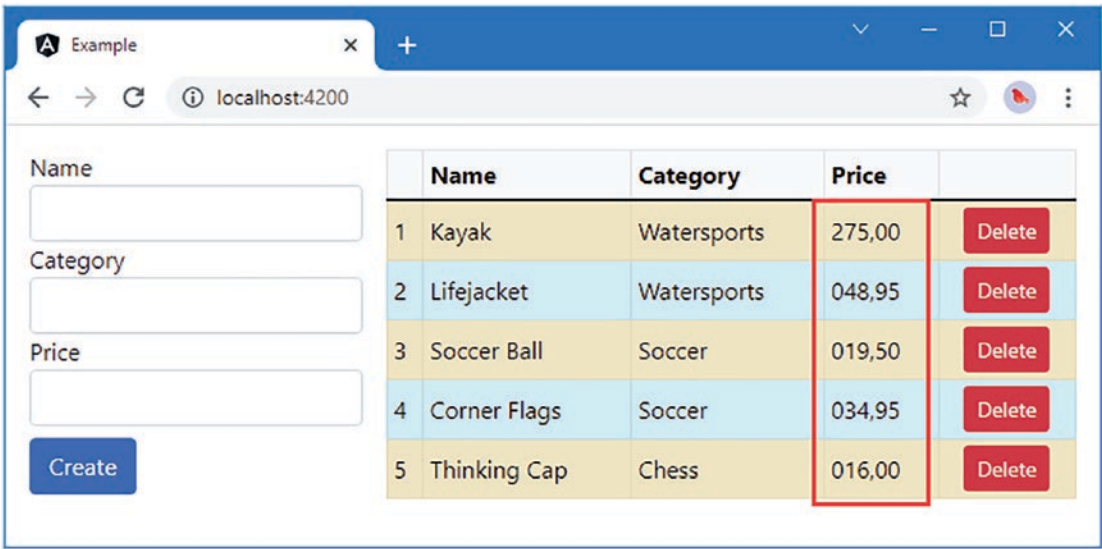 Example
localhost:4200
Name
Category
Price
Create
Name Category Price
1 Kayak Watersports 275,00 Delete
2 Lifejacket Watersports 048,95 Delete
3 Soccer Ball Soccer 019,50 Delete
4 Corner Flags Soccer 034,95 Delete
5 Thinking Cap Chess 016,00 Delete